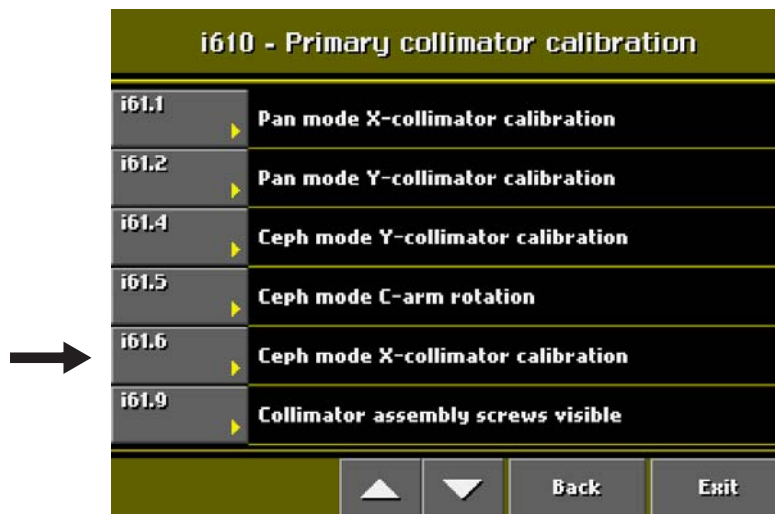 i610 - Primary collimator calibration
i61.1 Pan mode X-collimator calibration
i61.2 Pan mode Y-collimator calibration
i61.4 Ceph mode Y-collimator calibration
i61.5 Ceph mode C-arm rotation
i61.6 Ceph mode X-collimator calibration
i61.9 Collimator assembly screws visible
Back Exit